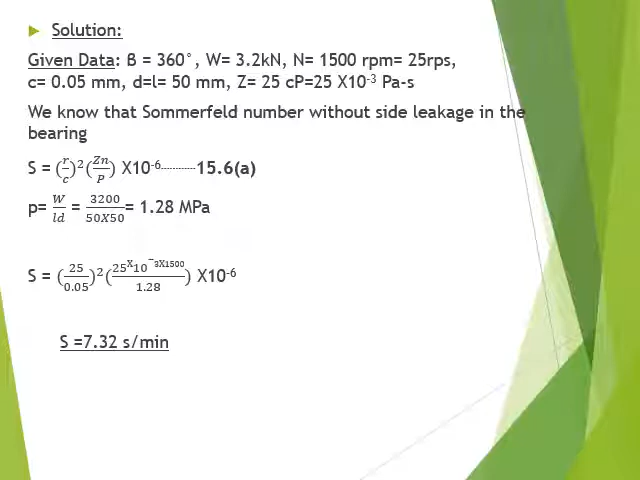 Solution:
Given Data: β = 360°, W= 3.2kN, N= 1500 rpm= 25rps,
c= 0.05 mm, d=l= 50 mm, Z= 25 cP=25 X10⁻³ Pa-s
We know that Sommerfeld number without side leakage in the
bearing
S = (r/c)²(Zn/P) X10⁻⁶-----------15.6(a)
p= W/ld = 3200/50X50 = 1.28 MPa
S = (25/0.05)²(25X10⁻³X1500/1.28) X10⁻⁶
S =7.32 s/min